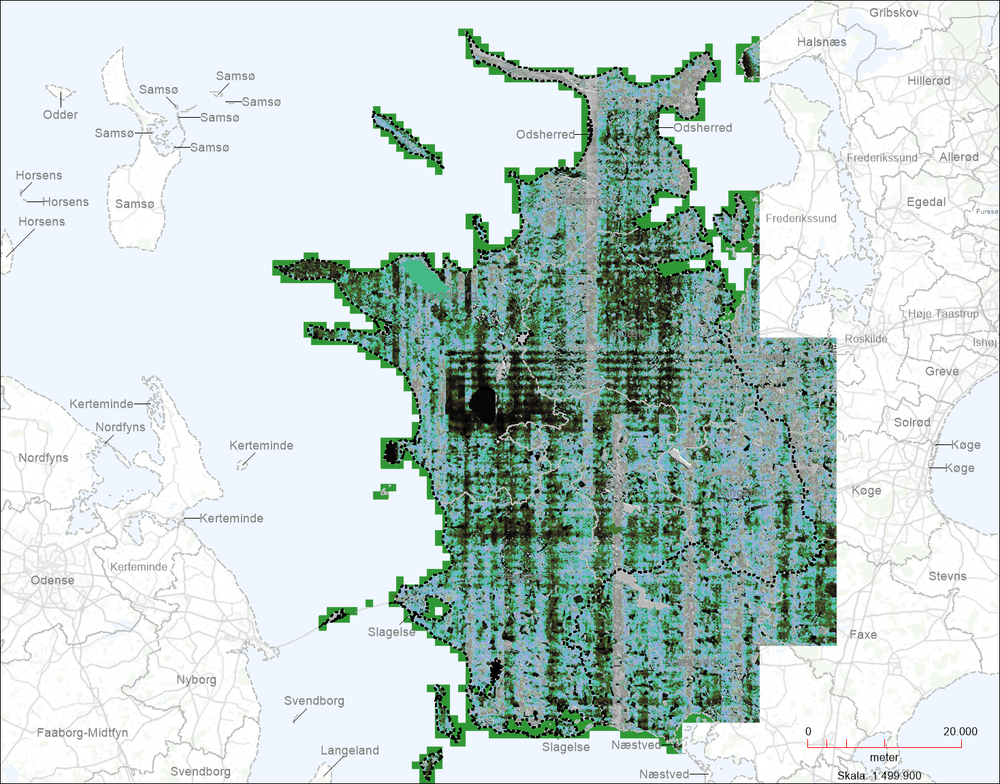 Gribskov
Halsnæs
Samsø
Samsø
Hillerød
Samsø
Odder
Samsø
Samsø
Odsherred
Odsherred
Samsø
Frederikssund
Allerød
Horsens
Horsens
Samsø
Odsherred
Egedal
Furesø
Horsens
Frederikssund
Høje Taastrup
Roskilde
Ishøj
Greve
Kerteminde
Nordfyns
Solrød
Kerteminde
Køge
Nordfyns
Køge
Køge
Kerteminde
Kerteminde
Odense
Stevns
Slagelse
Faxe
Næstved
Nyborg
Svendborg
Faaborg-Midtfyn
0 20.000
Slagelse
Næstved
Langeland
meter
Svendborg
Næstved
Skala 1:499.900